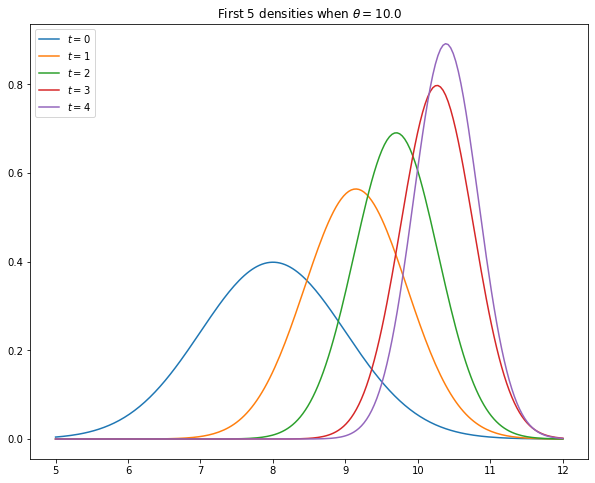 First 5 densities when θ = 10.0
t = 0
t = 1
t = 2
t = 3
t = 4
0.8
0.6
0.4
0.2
0.0
5 6 7 8 9 10 11 12